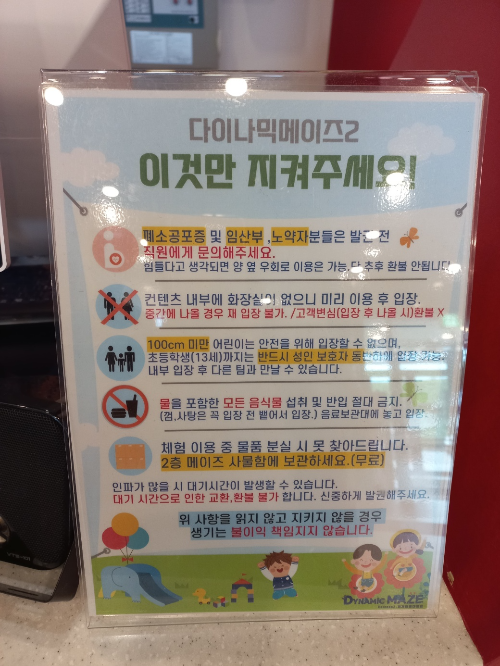 다이나믹메이즈2
이것만 지켜주세요!
폐소공포증 및 임산부 ,노약자분들은 발권 전
직원에게 문의해주세요.
힘들다고 생각되면 양 옆 우회로 이용은 가능.단 추후 환불 안됩니다.
컨텐츠 내부에 화장실이 없으니 미리 이용 후 입장.
중간에 나올 경우 재 입장 불가. /고객변심(입장 후 나올 시)환불 X
100cm 미만 어린이는 안전을 위해 입장할 수 없으며,
초등학생(13세)까지는 반드시 성인 보호자 동반하에 입장 가능.
내부 입장 후 다른 팀과 만날 수 있습니다.
물을 포함한 모든 음식물 섭취 및 반입 절대 금지.
(껌,사탕은 꼭 입장 전 뱉어서 입장.) 음료보관대에 놓고 입장.
체험 이용 중 물품 분실 시 못 찾아드립니다.
2층 메이즈 사물함에 보관하세요.(무료)
인파가 많을 시 대기시간이 발생할 수 있습니다.
대기 시간으로 인한 교환,환불 불가 합니다. 신중하게 발권해주세요.
위 사항을 읽지 않고 지키지 않을 경우
생기는 불이익 책임지지 않습니다.
DYNAMIC MAZE